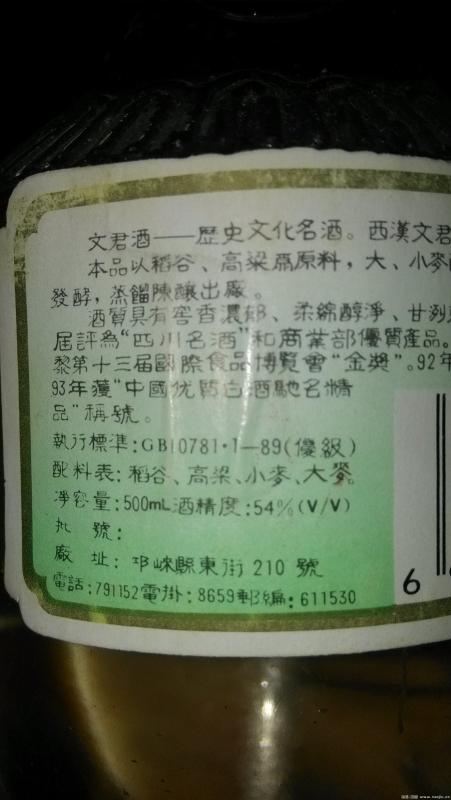 文君酒——歷史文化名酒。西漢文君
本品以稻谷、高粱爲原料，大、小麥
發酵，蒸餾陳釀出廠。
酒質具有窖香濃郁、柔綿醇淨、甘洌
屆評為“四川名酒”和商業部優質產品。
黎第十三屆國際食品博覽會“金獎”.92年
93年獲“中國优質白酒馳名精
品”稱號。
執行標準:GB10781·1—89(優級)
配料表:稻谷、高粱、小麥、大麥
淨容量:500mL酒精度:54%(V/V)
批 號:
廠 址: 邛崍縣東街 210 號
電話:791152電掛:8659郵編:611530
6